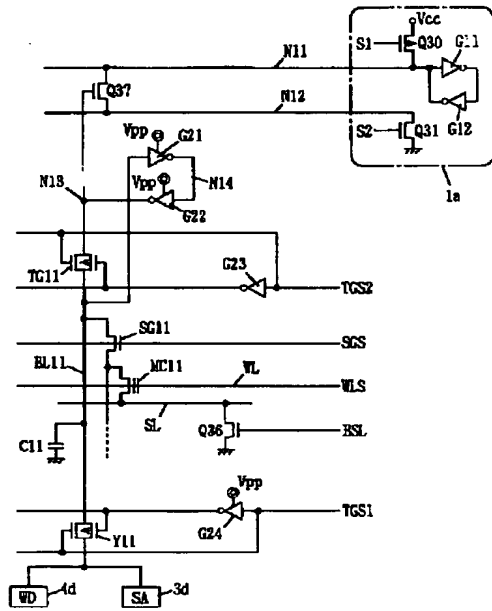 Vcc
S1
Q30
G11
N11
Q37
N12
S2
Q31
G12
1a
Vpp
G21
N13
Vpp
N14
G22
TG11
G23
TGS2
SG11
SGS
BL11
MC11
WL
WLS
SL
Q36
BSL
C11
Vpp
TGS1
G24
Y11
WD
4d
SA
3d